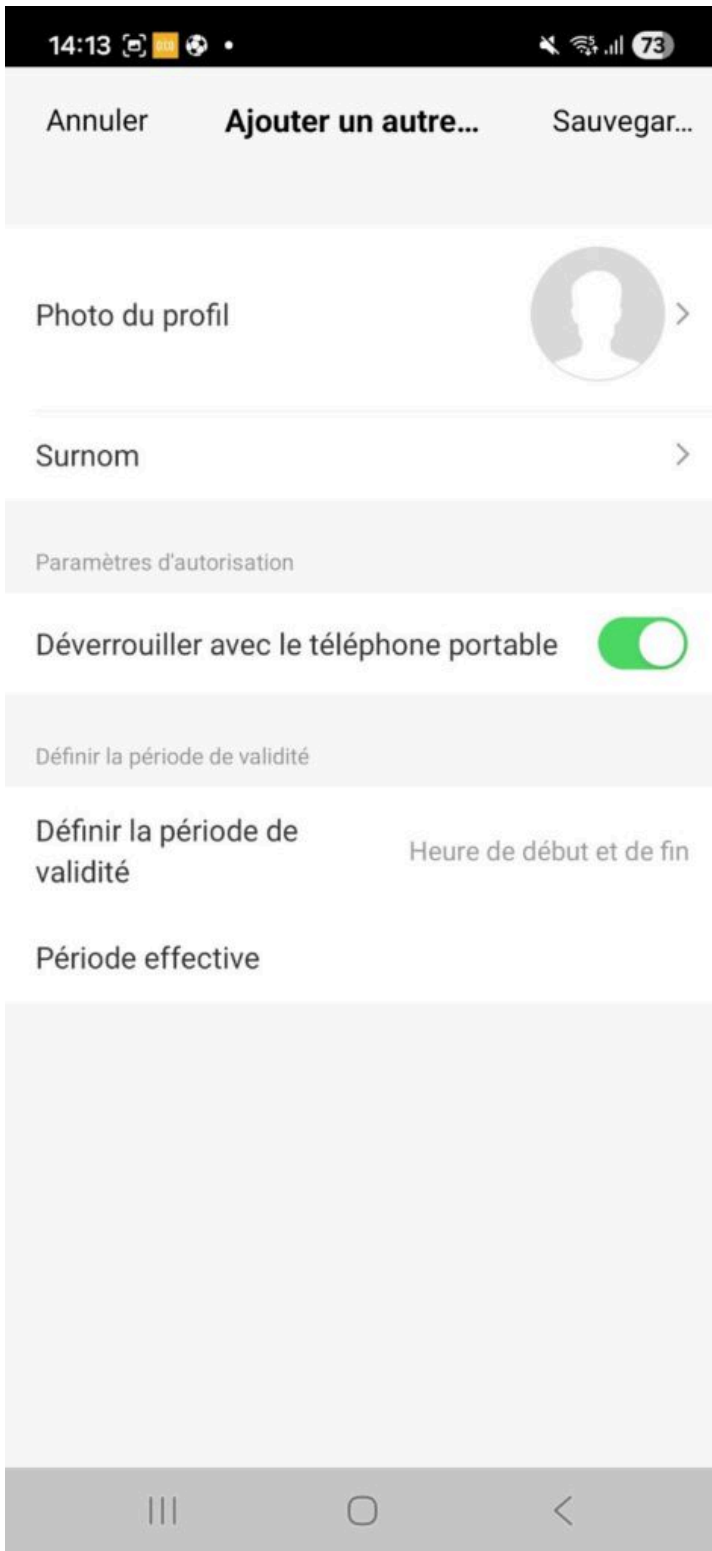 14:13 73
Annuler Ajouter un autre... Sauvegar...
Photo du profil
Surnom
Paramètres d'autorisation
Déverrouiller avec le téléphone portable
Définir la période de validité
Définir la période de
validité
Heure de début et de fin
Période effective